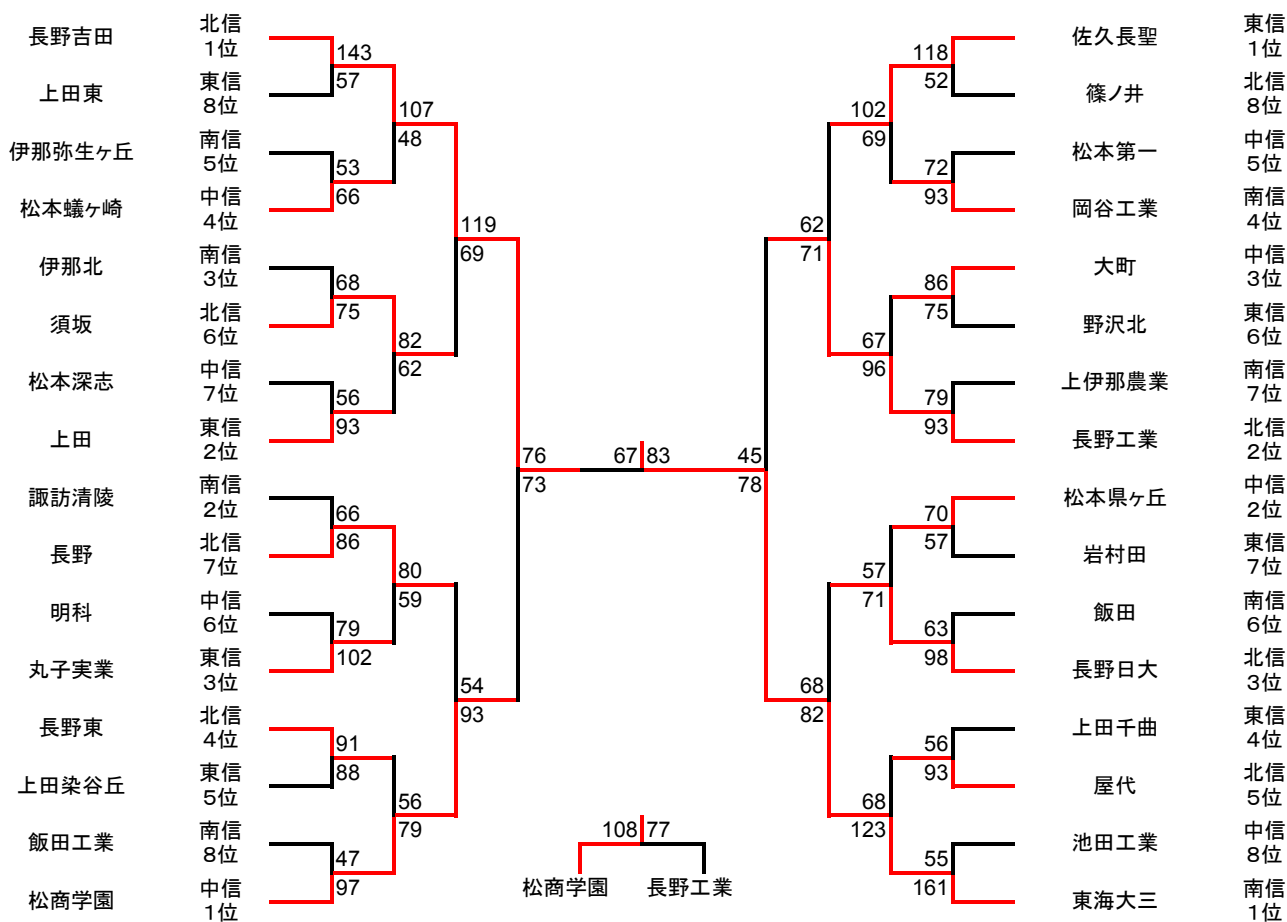 長野吉田 北信 1位 143 118 佐久長聖 東信 1位
上田東 東信 8位 57 52 篠ノ井 北信 8位
107 102
48 69
伊那弥生ヶ丘 南信 5位 53 72 松本第一 中信 5位
松本蟻ヶ崎 中信 4位 66 93 岡谷工業 南信 4位
119 62
69 71
伊那北 南信 3位 68 86 大町 中信 3位
須坂 北信 6位 75 75 野沢北 東信 6位
82 67
62 96
松本深志 中信 7位 56 79 上伊那農業 南信 7位
上田 東信 2位 93 93 長野工業 北信 2位
76 67 83 45
73 78
諏訪清陵 南信 2位 66 70 松本県ヶ丘 中信 2位
長野 北信 7位 86 57 岩村田 東信 7位
80 57
59 71
明科 中信 6位 79 63 飯田 南信 6位
丸子実業 東信 3位 102 98 長野日大 北信 3位
54 68
93 82
長野東 北信 4位 91 56 上田千曲 東信 4位
上田染谷丘 東信 5位 88 93 屋代 北信 5位
56 68
79 123
飯田工業 南信 8位 47 55 池田工業 中信 8位
松商学園 中信 1位 97 161 東海大三 南信 1位
108 77
松商学園 長野工業